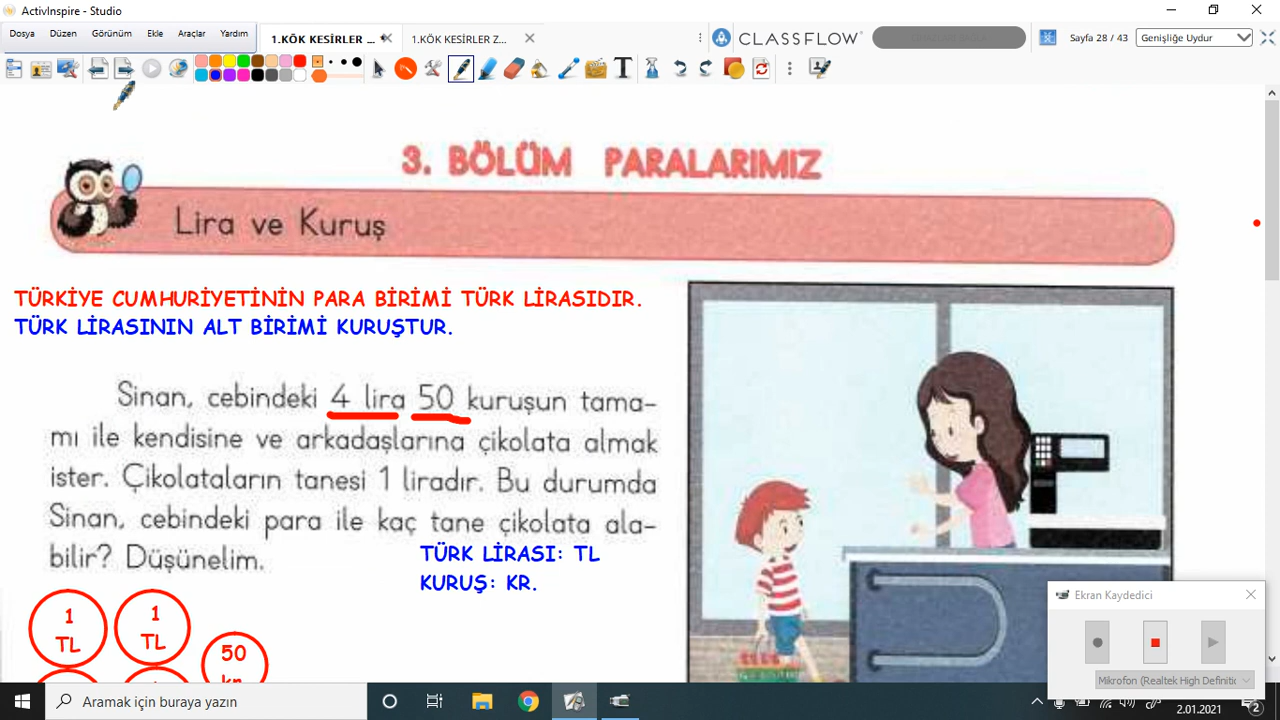 ActivInspire - Studio
Dosya Düzen Görünüm Ekle Araçlar Yardım
1.KÖK KESİRLER ...
1.KÖK KESİRLER Z...
CLASSFLOW
Sayfa 28 / 43
Genişliğe Uydur
3. BÖLÜM PARALARIMIZ
Lira ve Kuruş
TÜRKİYE CUMHURİYETİNİN PARA BİRİMİ TÜRK LİRASIDIR.
TÜRK LİRASININ ALT BİRİMİ KURUŞTUR.
Sinan, cebindeki 4 lira 50 kuruşun tama-
mı ile kendisine ve arkadaşlarına çikolata almak
ister. Çikolataların tanesi 1 liradır. Bu durumda
Sinan, cebindeki para ile kaç tane çikolata ala-
bilir? Düşünelim.
TÜRK LİRASI: TL
KURUŞ: KR.
1
TL
1
TL
50
kr
Ekran Kaydedici
Mikrofon (Realtek High Definitic
Aramak için buraya yazın
2.01.2021
2